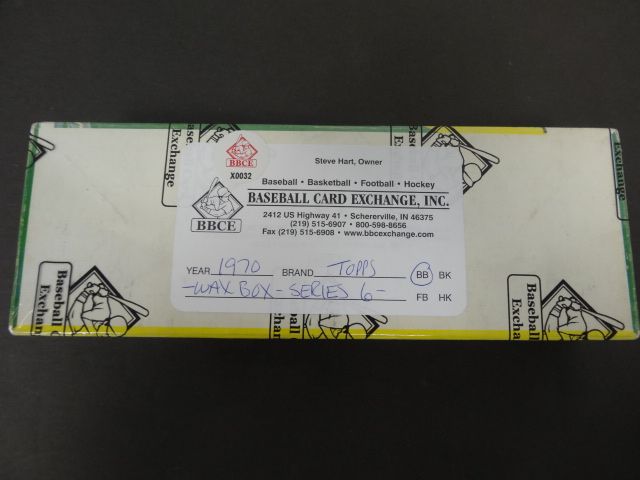 BBCE
X0032
Steve Hart, Owner
Baseball • Basketball • Football • Hockey
BASEBALL CARD EXCHANGE, INC.
BBCE
2412 US Highway 41 • Schererville, IN 46375
(219) 515-6907 • 800-598-8656
Fax (219) 515-6908 • www.bbcexchange.com
YEAR 1970 BRAND TOPPS BB BK
-WAX BOX - SERIES 6- FB HK
Exchange
Baseball
Exchange
Baseball
Exchange
Baseball
Exchange